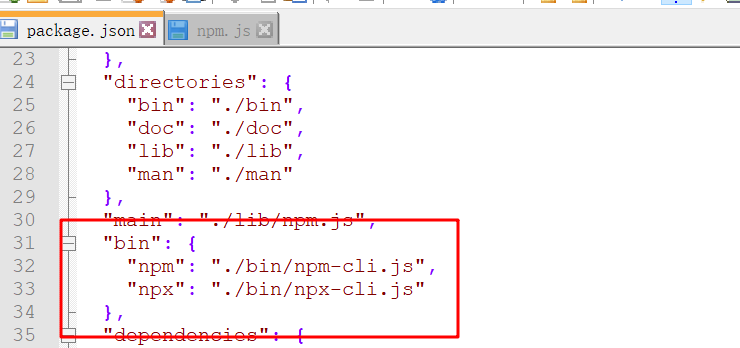 package.json npm.js
23 },
24 "directories": {
25 "bin": "./bin",
26 "doc": "./doc",
27 "lib": "./lib",
28 "man": "./man"
29 },
30 "main": "./lib/npm.js",
31 "bin": {
32 "npm": "./bin/npm-cli.js",
33 "npx": "./bin/npx-cli.js"
34 },
35 "dependencies": {